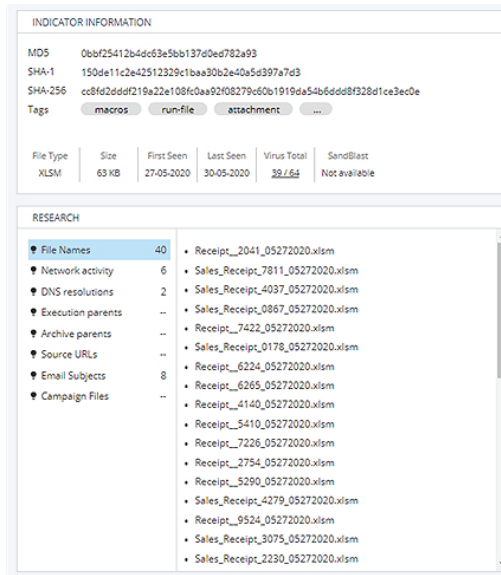 INDICATOR INFORMATION
MD5 0bbf25412b4dc63e5bb137d0ed782a93
SHA-1 150de11c2e42512329c1baa30b2e40a5d397a7d3
SHA-256 cc8fd2dddf219a22e108fc0aa92f08279c60b1919da54b6ddd8f328d1ce3ec0e
Tags macros run-file attachment ...
File Type Size First Seen Last Seen Virus Total SandBlast
XLSM 63 KB 27-05-2020 30-05-2020 39 / 64 Not available
RESEARCH
File Names 40
Network activity 6
DNS resolutions 2
Execution parents --
Archive parents --
Source URLs --
Email Subjects 8
Campaign Files --
Receipt__2041_05272020.xlsm
Sales_Receipt_7811_05272020.xlsm
Sales_Receipt_4037_05272020.xlsm
Sales_Receipt_0867_05272020.xlsm
Receipt__7422_05272020.xlsm
Sales_Receipt_0178_05272020.xlsm
Receipt__6224_05272020.xlsm
Receipt__6265_05272020.xlsm
Receipt__4140_05272020.xlsm
Receipt__5410_05272020.xlsm
Receipt__7226_05272020.xlsm
Receipt__2754_05272020.xlsm
Receipt__5290_05272020.xlsm
Sales_Receipt_4279_05272020.xlsm
Receipt__9524_05272020.xlsm
Sales_Receipt_3075_05272020.xlsm
Sales_Receipt_2230_05272020.xlsm